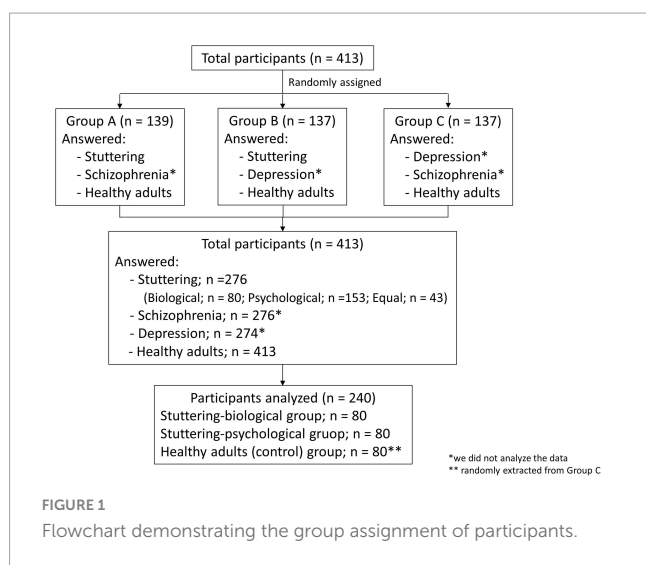 Total participants (n = 413)
Randomly assigned
Group A (n = 139)
Answered:
- Stuttering
- Schizophrenia*
- Healthy adults
Group B (n = 137)
Answered:
- Stuttering
- Depression*
- Healthy adults
Group C (n = 137)
Answered:
- Depression*
- Schizophrenia*
- Healthy adults
Total participants (n = 413)
Answered:
- Stuttering; n =276
(Biological; n = 80; Psychological; n =153; Equal; n = 43)
- Schizophrenia; n = 276*
- Depression; n = 274*
- Healthy adults; n = 413
Participants analyzed (n = 240)
Stuttering-biological group; n = 80
Stuttering-psychological gruop; n = 80
Healthy adults (control) group; n = 80**
*we did not analyze the data
** randomly extracted from Group C
FIGURE 1
Flowchart demonstrating the group assignment of participants.